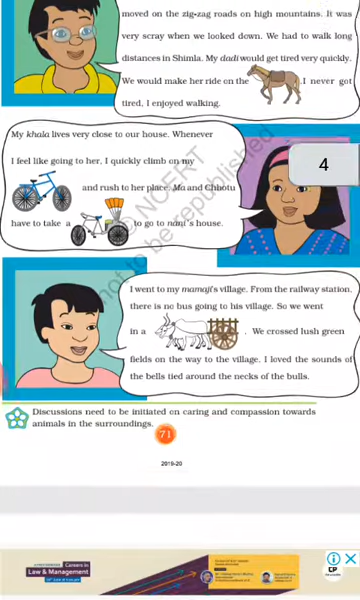 moved on the zig-zag roads on high mountains. It was
very scray when we looked down. We had to walk long
distances in Shimla. My dadi would get tired very quickly.
We would make her ride on the . I never got
tired, I enjoyed walking.
My khala lives very close to our house. Whenever
I feel like going to her, I quickly climb on my
and rush to her place. Ma and Chhotu
have to take a to go to nani's house.
4
I went to my mamaji's village. From the railway station,
there is no bus going to his village. So we went
in a . We crossed lush green
fields on the way to the village. I loved the sounds of
the bells tied around the necks of the bulls.
© NCERT
not to be republished
Discussions need to be initiated on caring and compassion towards
animals in the surroundings.
71
2019-20
Careers in
Law & Management
CP